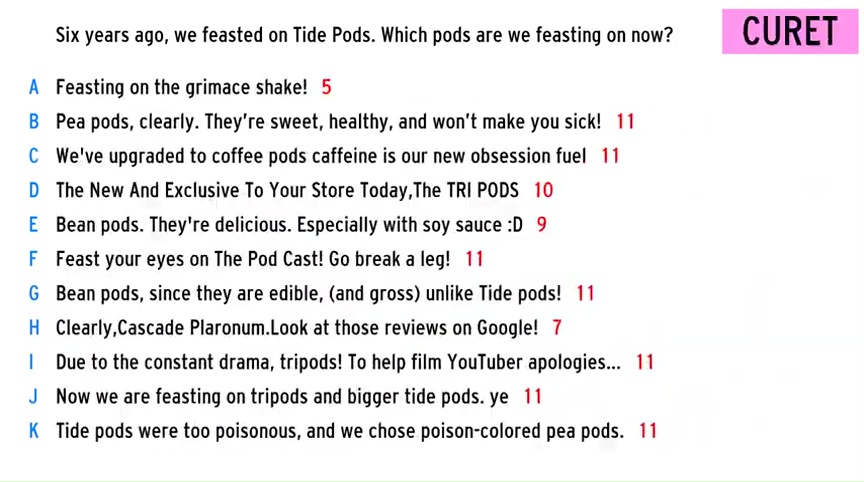 Six years ago, we feasted on Tide Pods. Which pods are we feasting on now?
CURET
A Feasting on the grimace shake! 5
B Pea pods, clearly. They're sweet, healthy, and won't make you sick! 11
C We've upgraded to coffee pods caffeine is our new obsession fuel 11
D The New And Exclusive To Your Store Today,The TRI PODS 10
E Bean pods. They're delicious. Especially with soy sauce :D 9
F Feast your eyes on The Pod Cast! Go break a leg! 11
G Bean pods, since they are edible, (and gross) unlike Tide pods! 11
H Clearly,Cascade Plaronum.Look at those reviews on Google! 7
I Due to the constant drama, tripods! To help film YouTuber apologies... 11
J Now we are feasting on tripods and bigger tide pods. ye 11
K Tide pods were too poisonous, and we chose poison-colored pea pods. 11